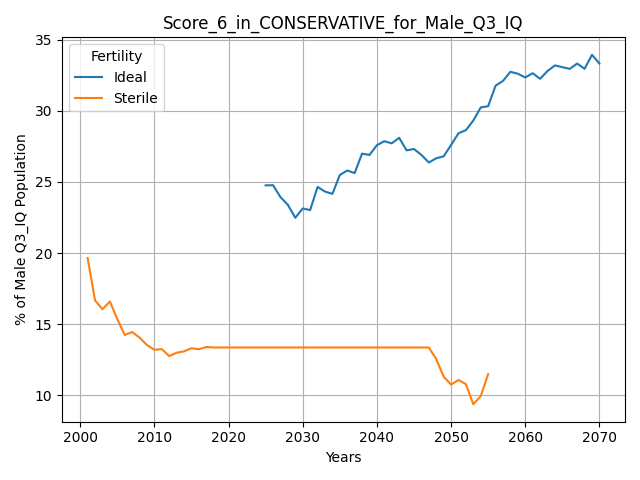 Score_6_in_CONSERVATIVE_for_Male_Q3_IQ
% of Male Q3_IQ Population
35
30
25
20
15
10
Fertility
Ideal
Sterile
2000 2010 2020 2030 2040 2050 2060 2070
Years